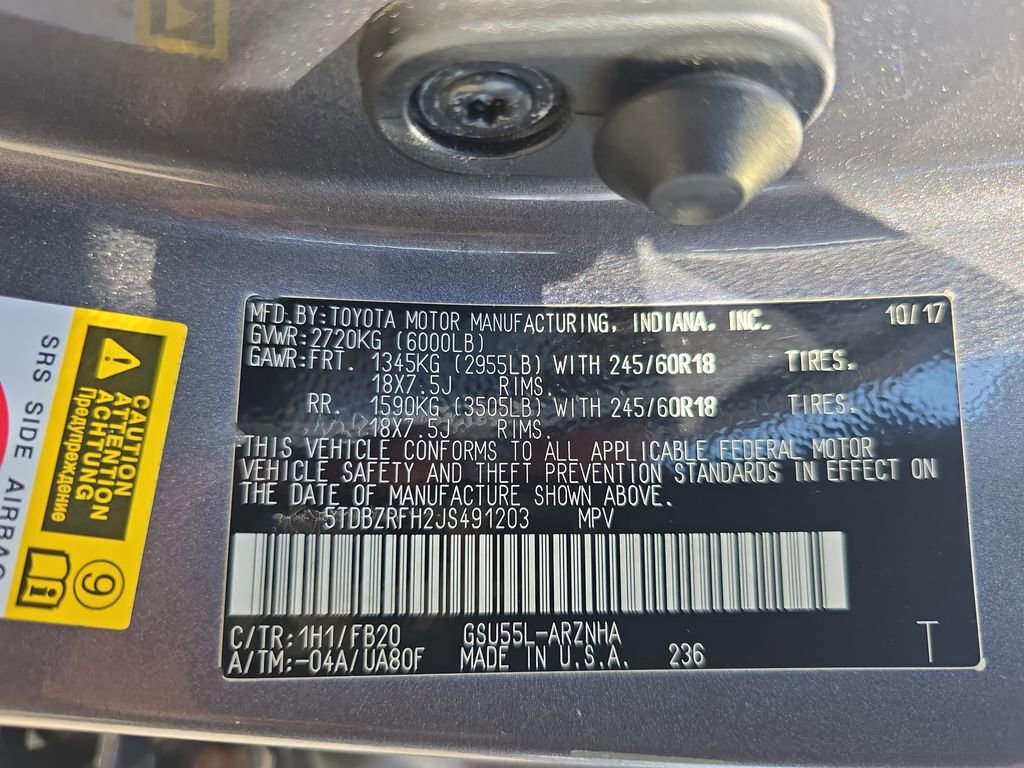 MFD.BY:TOYOTA MOTOR MANUFACTURING, INDIANA, INC. 10/17
GVWR:2720KG (6000LB)
GAWR:FRT. 1345KG (2955LB) WITH 245/60R18 TIRES,
18X7.5J RIMS.
RR. 1590KG (3505LB) WITH 245/60R18 TIRES,
18X7.5J RIMS.
THIS VEHICLE CONFORMS TO ALL APPLICABLE FEDERAL MOTOR
VEHICLE SAFETY AND THEFT PREVENTION STANDARDS IN EFFECT ON
THE DATE OF MANUFACTURE SHOWN ABOVE.
5TDBZRFH2JS491203 MPV
C/TR:1H1/FB20 GSU55L-ARZNHA
A/TM:-04A/UA80F MADE IN U.S.A. 236 T
CAUTION
ATTENTION
ACHTUNG
Предупреждение
9
SRS SIDE AIRBAG